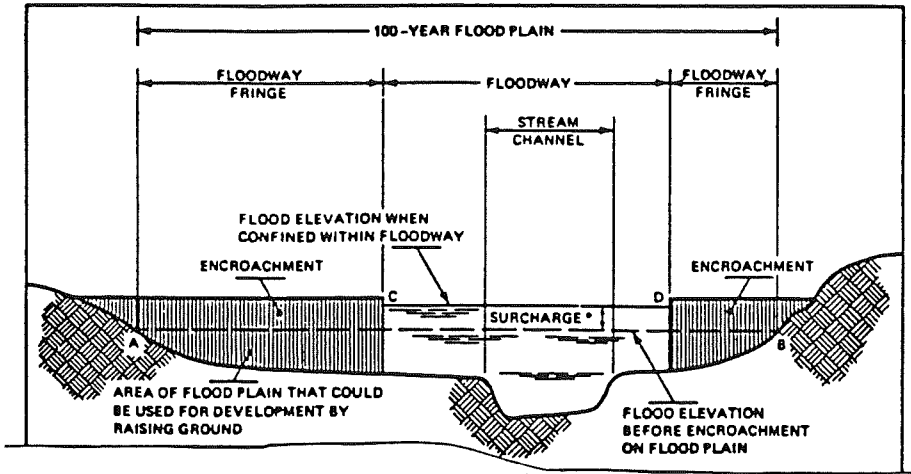 100-YEAR FLOOD PLAIN
FLOODWAY
FRINGE
FLOODWAY
FLOODWAY
FRINGE
STREAM
CHANNEL
FLOOD ELEVATION WHEN
CONFINED WITHIN FLOODWAY
ENCROACHMENT
ENCROACHMENT
C
D
SURCHARGE*
A
B
AREA OF FLOOD PLAIN THAT COULD
BE USED FOR DEVELOPMENT BY
RAISING GROUND
FLOOD ELEVATION
BEFORE ENCROACHMENT
ON FLOOD PLAIN